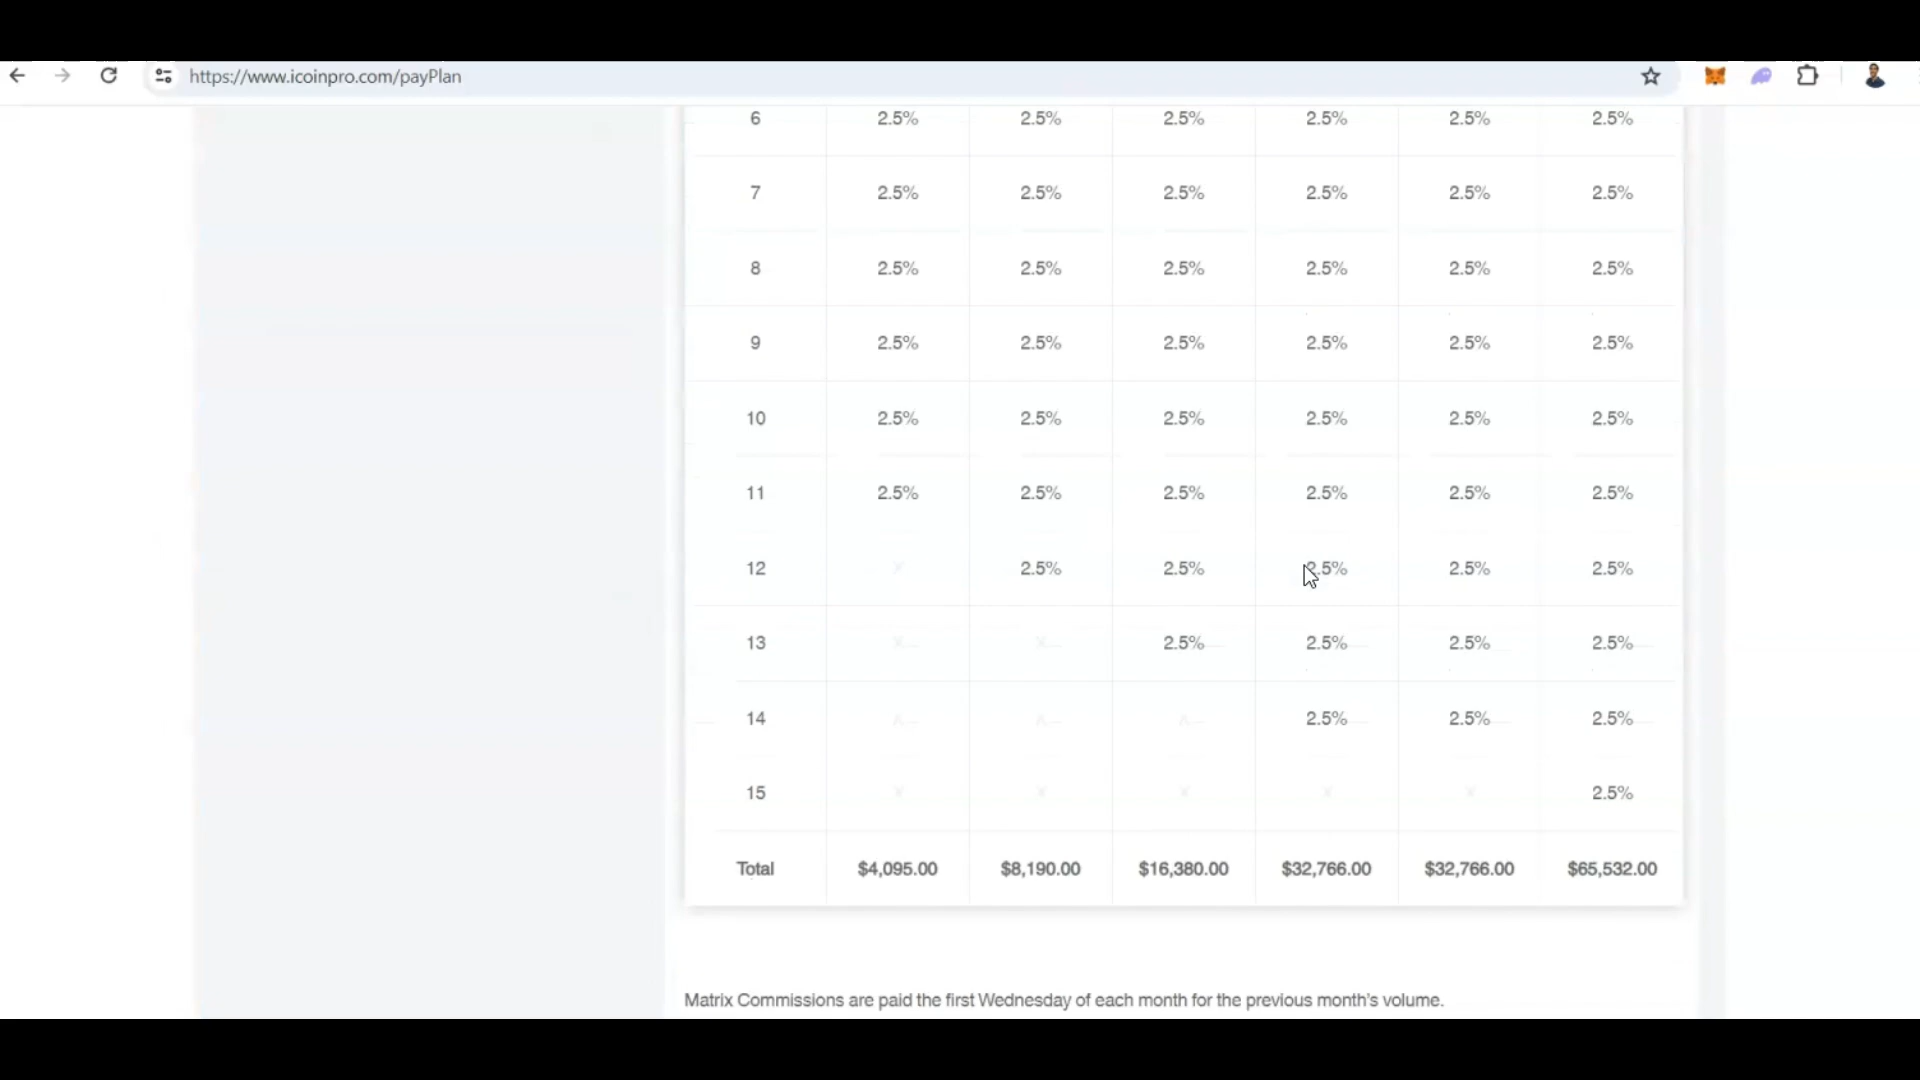 https://www.icoinpro.com/payPlan
6 2.5% 2.5% 2.5% 2.5% 2.5% 2.5%
7 2.5% 2.5% 2.5% 2.5% 2.5% 2.5%
8 2.5% 2.5% 2.5% 2.5% 2.5% 2.5%
9 2.5% 2.5% 2.5% 2.5% 2.5% 2.5%
10 2.5% 2.5% 2.5% 2.5% 2.5% 2.5%
11 2.5% 2.5% 2.5% 2.5% 2.5% 2.5%
12 x 2.5% 2.5% 2.5% 2.5% 2.5%
13 x x 2.5% 2.5% 2.5% 2.5%
14 2.5% 2.5% 2.5%
15 x x x x x 2.5%
Total $4,095.00 $8,190.00 $16,380.00 $32,766.00 $32,766.00 $65,532.00
Matrix Commissions are paid the first Wednesday of each month for the previous month's volume.